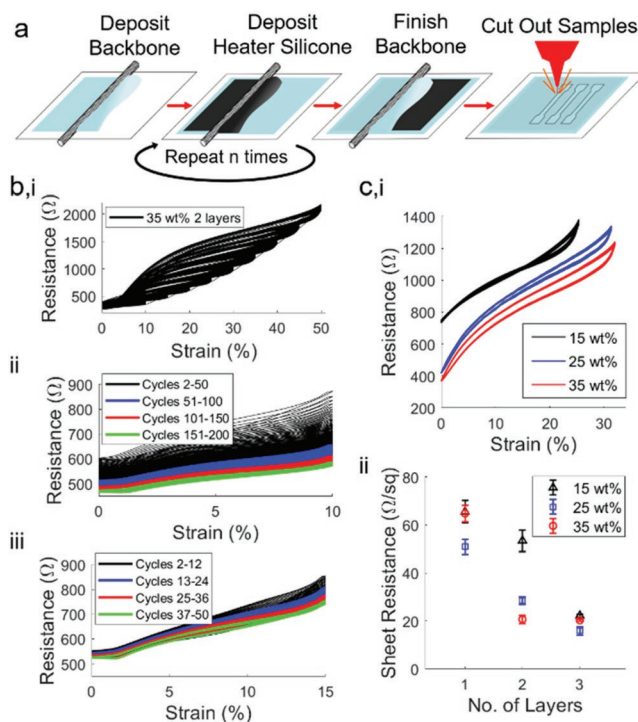 a
Deposit Backbone
Deposit Heater Silicone
Finish Backbone
Cut Out Samples
Repeat n times
b,i
Resistance (Ω)
2000
1500
1000
500
35 wt% 2 layers
0 10 20 30 40 50
Strain (%)
ii
Resistance (Ω)
900
800
700
600
500
Cycles 2-50
Cycles 51-100
Cycles 101-150
Cycles 151-200
0 5 10
Strain (%)
iii
Resistance (Ω)
900
800
700
600
500
Cycles 2-12
Cycles 13-24
Cycles 25-36
Cycles 37-50
0 5 10 15
Strain (%)
c,i
Resistance (Ω)
1400
1200
1000
800
600
400
200
15 wt%
25 wt%
35 wt%
0 10 20 30
Strain (%)
ii
Sheet Resistance (Ω/sq)
80
60
40
20
0
15 wt%
25 wt%
35 wt%
1 2 3
No. of Layers